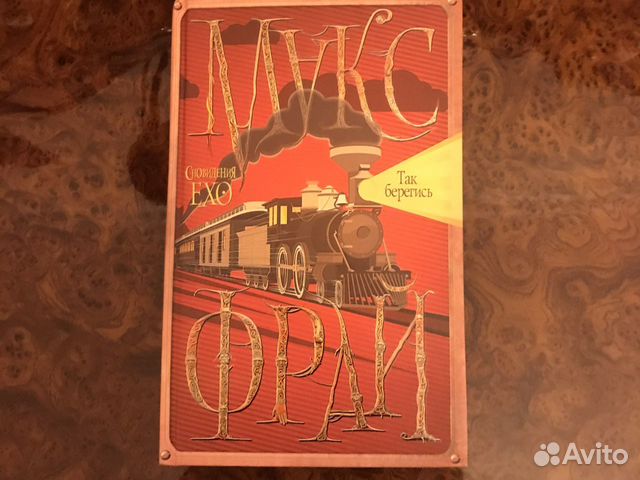 МАКС
Сновидения
ЕХО
Так
берегись
ФРАЙ
Avito